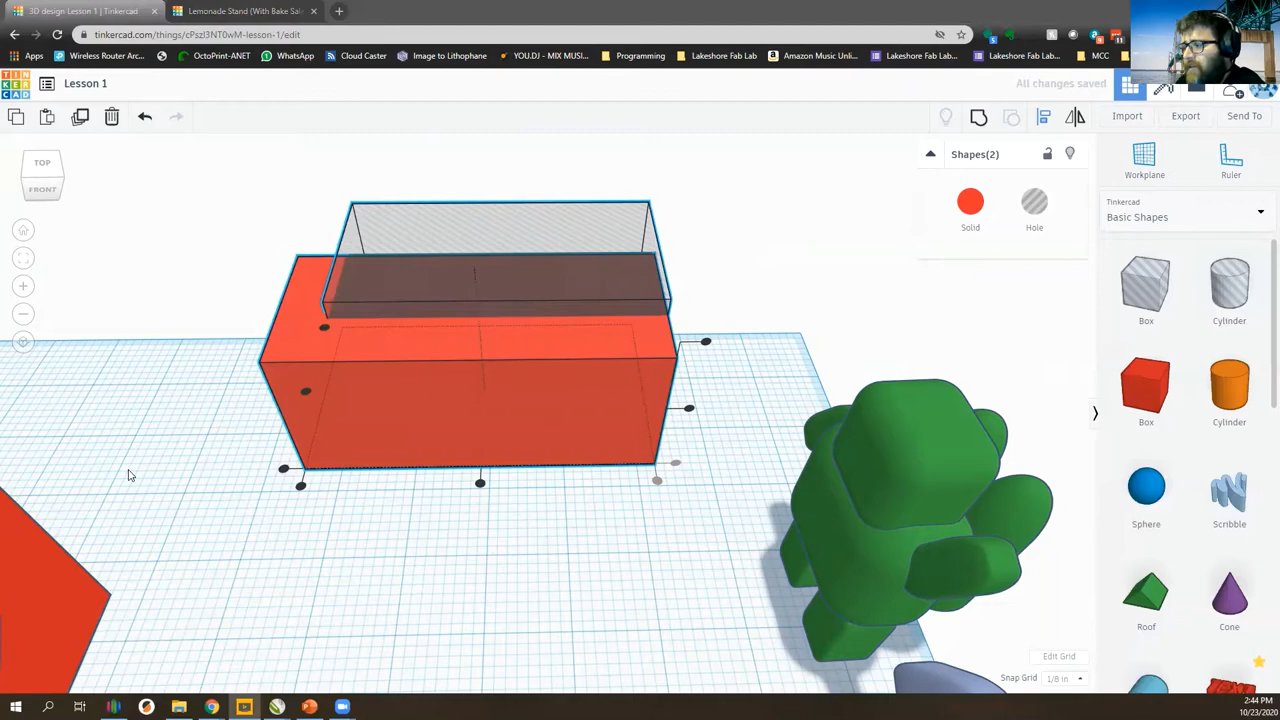 3D design Lesson 1 | Tinkercad
Lemonade Stand (With Bake Sal
tinkercad.com/things/cPszl3NT0wM-lesson-1/edit
Apps
Wireless Router Arc...
OctoPrint-ANET
WhatsApp
Cloud Caster
Image to Lithophane
YOU.DJ - MIX MUSI...
Programming
Lakeshore Fab Lab
Amazon Music Unli...
Lakeshore Fab Lab...
Lakeshore Fab Lab...
MCC
TIN
KER
CAD
Lesson 1
All changes saved
Import
Export
Send To
TOP
FRONT
Shapes(2)
Solid
Hole
Workplane
Ruler
Tinkercad
Basic Shapes
Box
Cylinder
Box
Cylinder
Sphere
Scribble
Roof
Cone
Edit Grid
Snap Grid
1/8 in
2:44 PM
10/23/2020